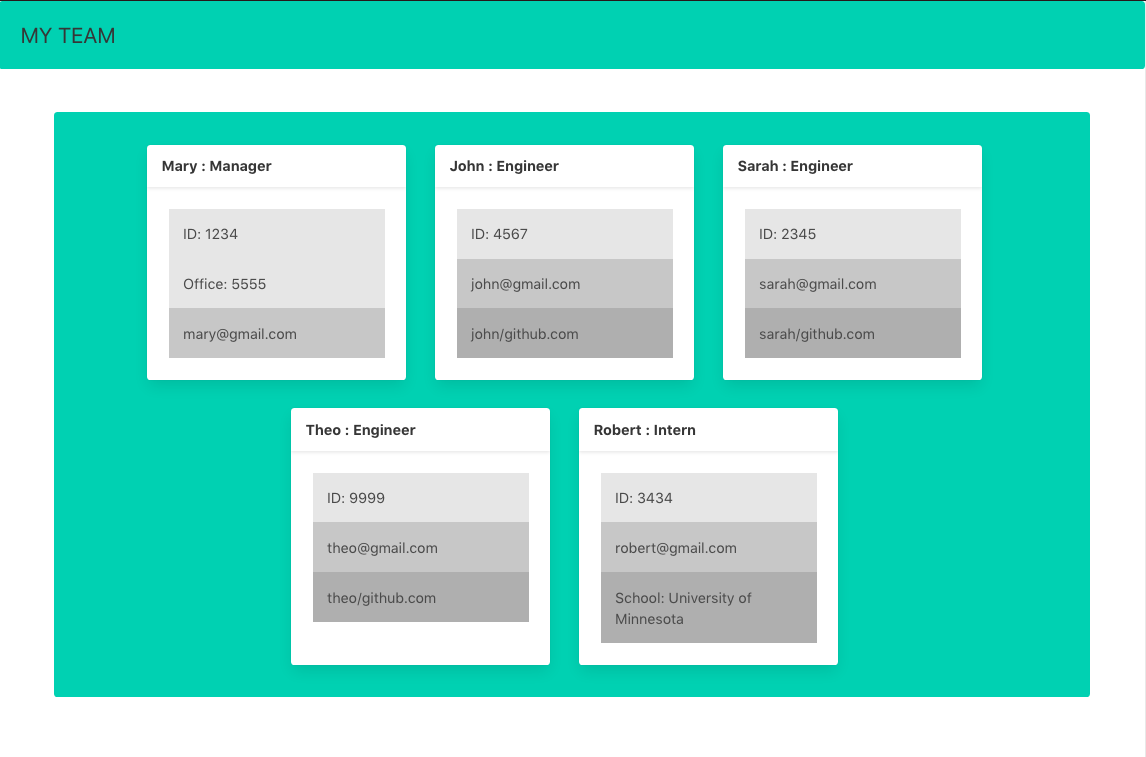 MY TEAM
Mary : Manager
ID: 1234
Office: 5555
mary@gmail.com
John : Engineer
ID: 4567
john@gmail.com
john/github.com
Sarah : Engineer
ID: 2345
sarah@gmail.com
sarah/github.com
Theo : Engineer
ID: 9999
theo@gmail.com
theo/github.com
Robert : Intern
ID: 3434
robert@gmail.com
School: University of
Minnesota